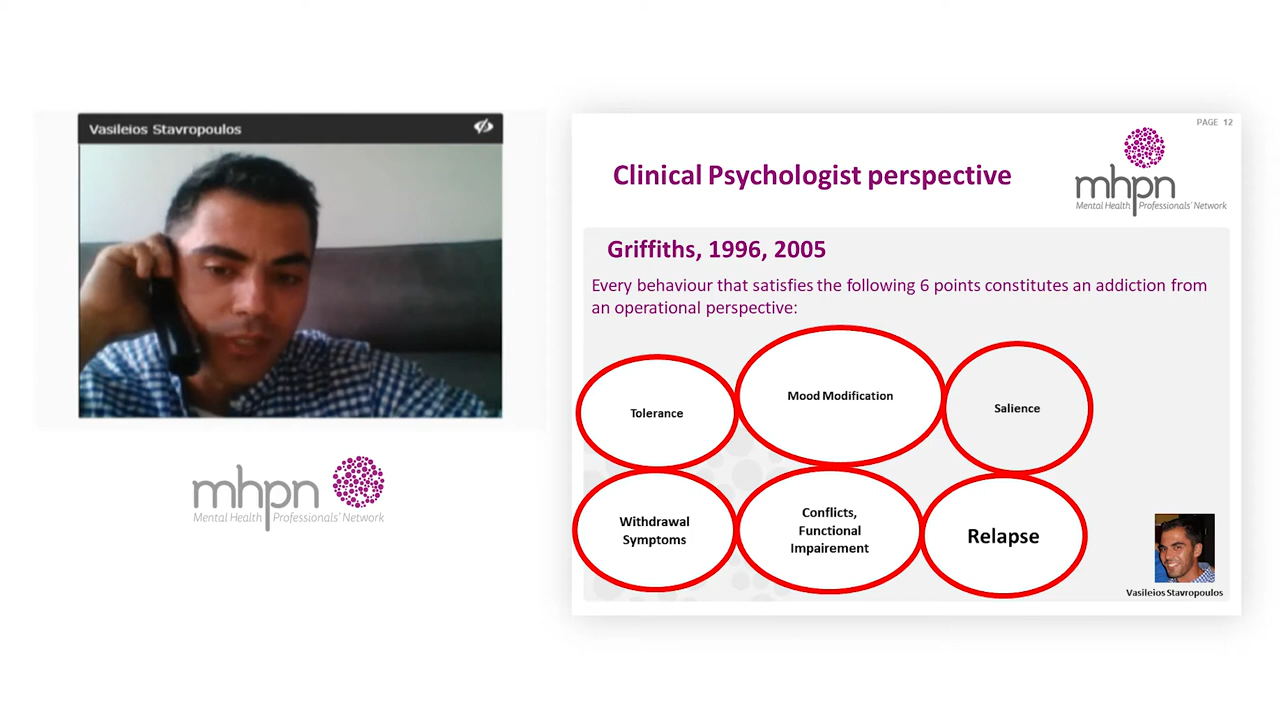 Vasileios Stavropoulos
mhpn
Mental Health Professionals' Network
PAGE 12
Clinical Psychologist perspective
mhpn
Mental Health Professionals' Network
Griffiths, 1996, 2005
Every behaviour that satisfies the following 6 points constitutes an addiction from
an operational perspective:
Tolerance
Mood Modification
Salience
Withdrawal
Symptoms
Conflicts,
Functional
Impairement
Relapse
Vasileios Stavropoulos